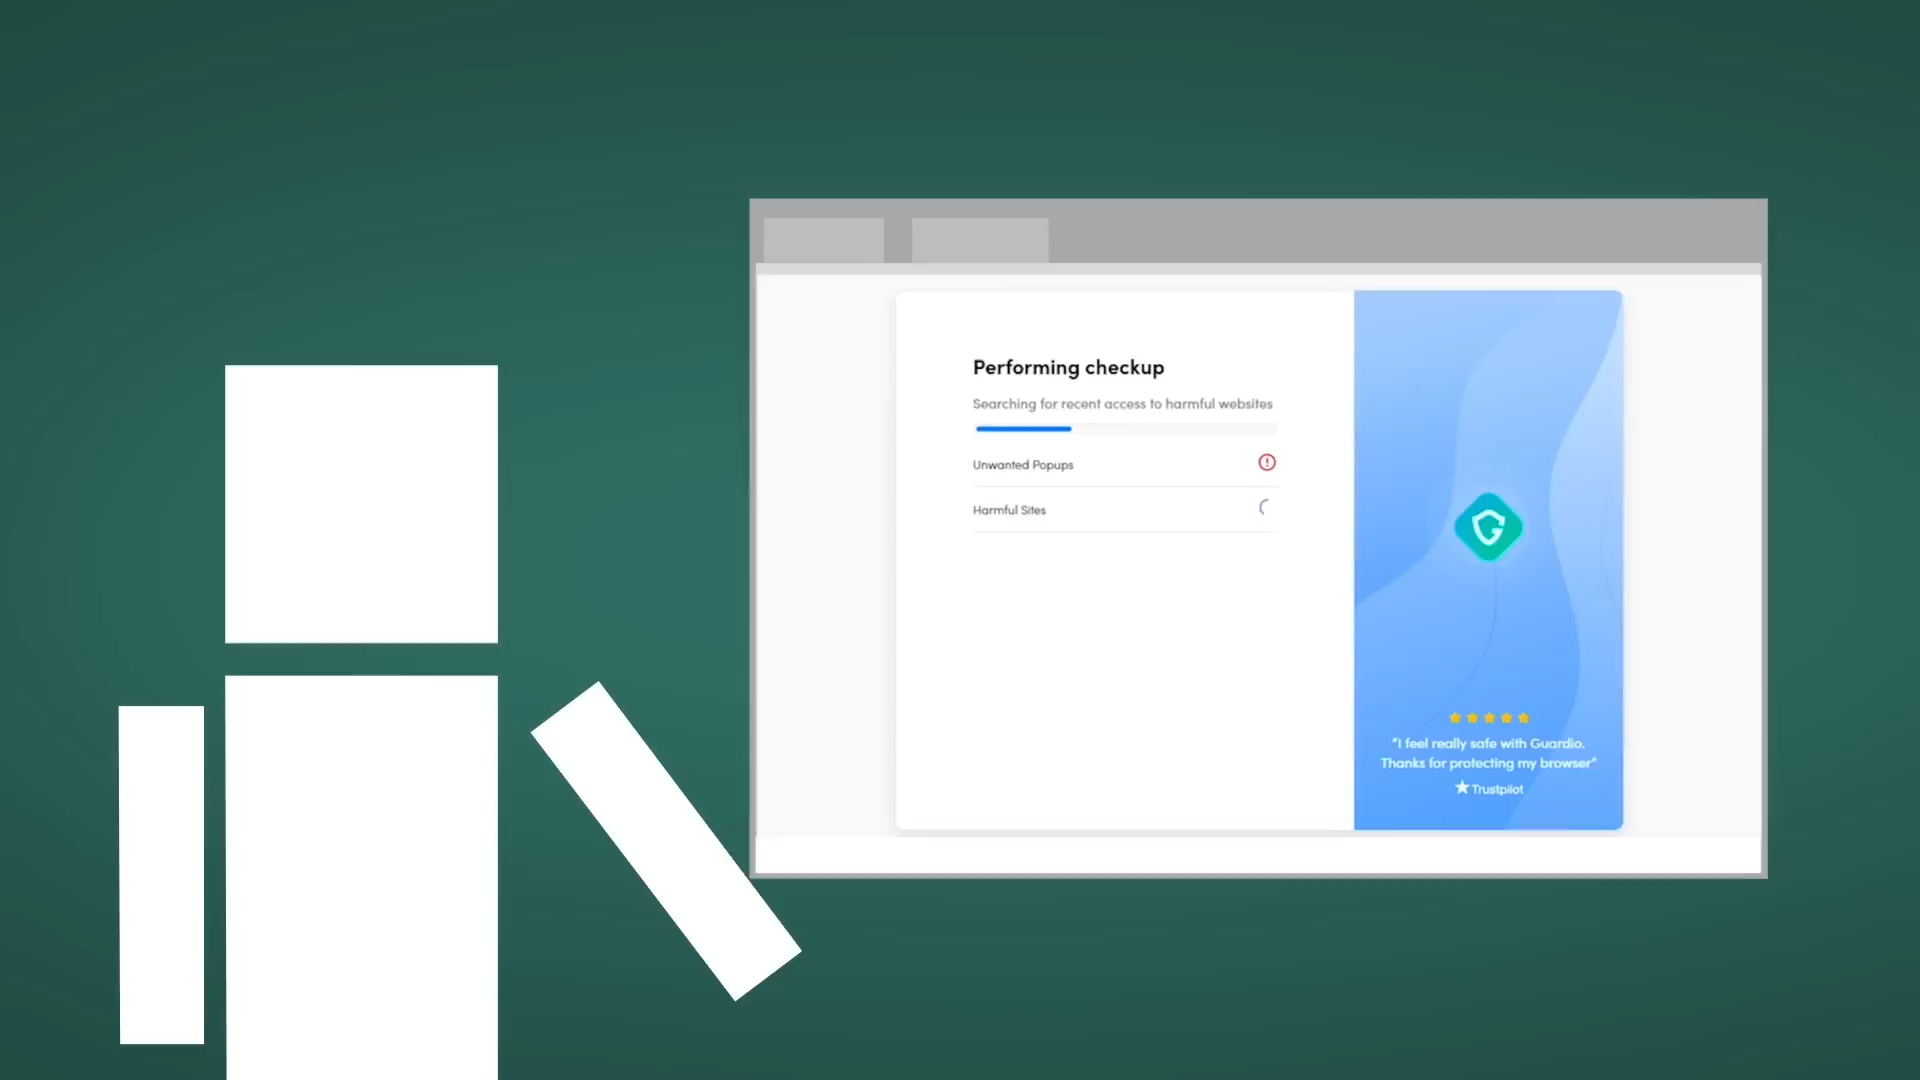 Performing checkup
Searching for recent access to harmful websites
Unwanted Popups
Harmful Sites
"I feel really safe with Guardio.
Thanks for protecting my browser"
Trustpilot